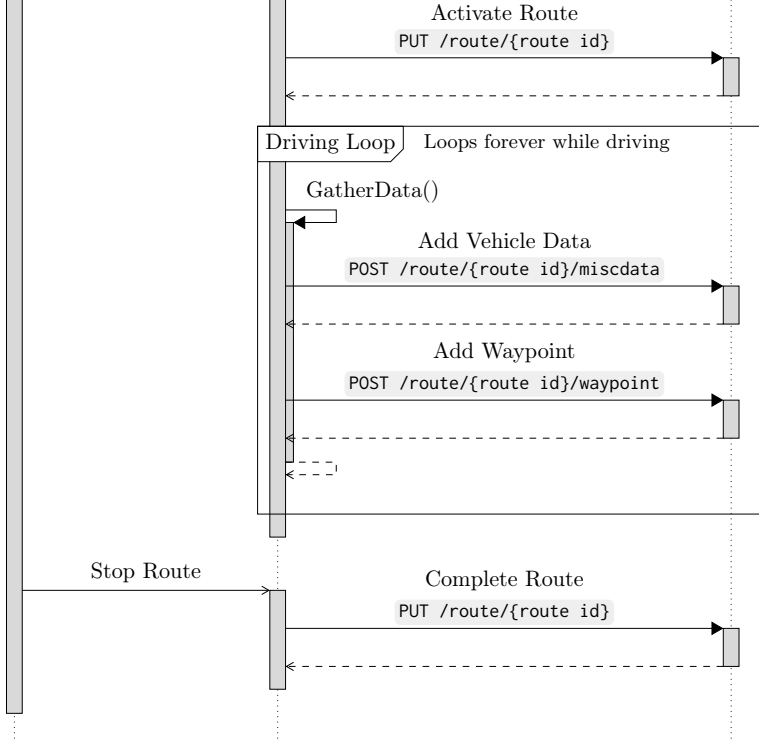 Activate Route
PUT /route/{route id}
Driving Loop
Loops forever while driving
GatherData()
Add Vehicle Data
POST /route/{route id}/miscdata
Add Waypoint
POST /route/{route id}/waypoint
Stop Route
Complete Route
PUT /route/{route id}